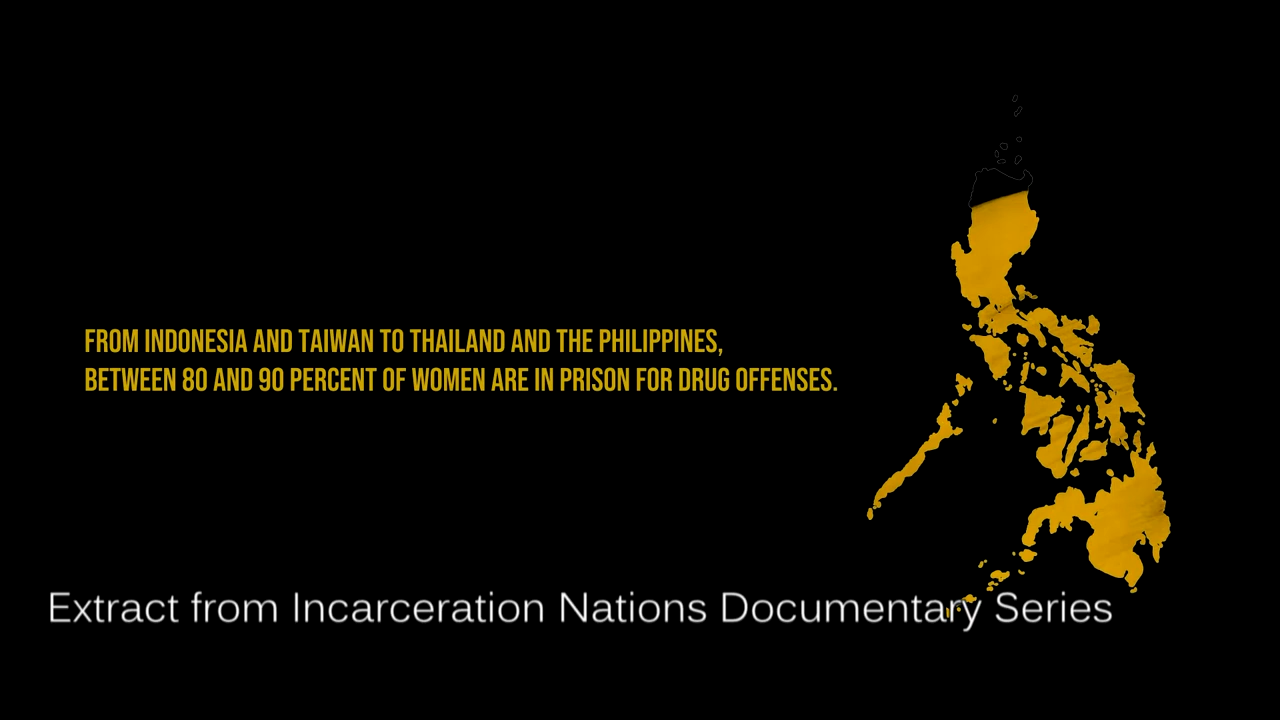 FROM INDONESIA AND TAIWAN TO THAILAND AND THE PHILIPPINES,
BETWEEN 80 AND 90 PERCENT OF WOMEN ARE IN PRISON FOR DRUG OFFENSES.
Extract from Incarceration Nations Documentary Series